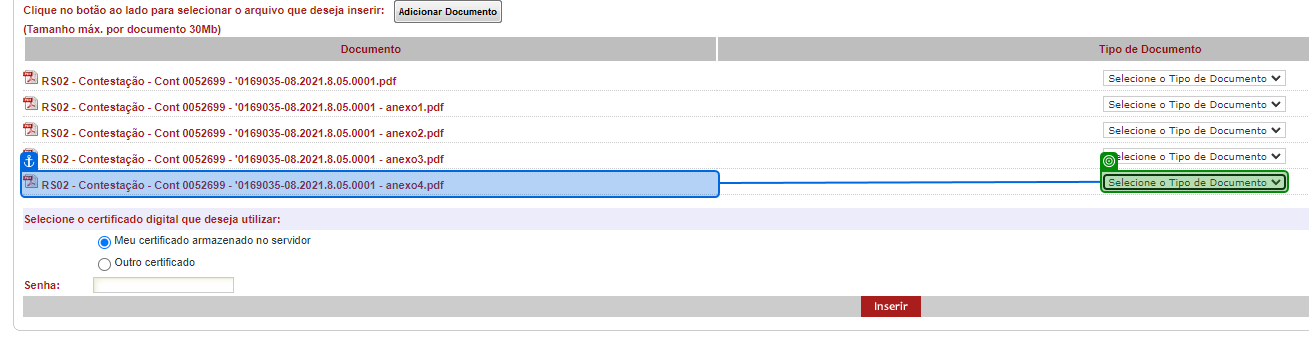 Clique no botão ao lado para selecionar o arquivo que deseja inserir: Adicionar Documento
(Tamanho máx. por documento 30Mb)
Documento Tipo de Documento
RS02 - Contestação - Cont 0052699 - '0169035-08.2021.8.05.0001.pdf Selecione o Tipo de Documento
RS02 - Contestação - Cont 0052699 - '0169035-08.2021.8.05.0001 - anexo1.pdf Selecione o Tipo de Documento
RS02 - Contestação - Cont 0052699 - '0169035-08.2021.8.05.0001 - anexo2.pdf Selecione o Tipo de Documento
RS02 - Contestação - Cont 0052699 - '0169035-08.2021.8.05.0001 - anexo3.pdf elecione o Tipo de Documento
RS02 - Contestação - Cont 0052699 - '0169035-08.2021.8.05.0001 - anexo4.pdf Selecione o Tipo de Documento
Selecione o certificado digital que deseja utilizar:
Meu certificado armazenado no servidor
Outro certificado
Senha:
Inserir